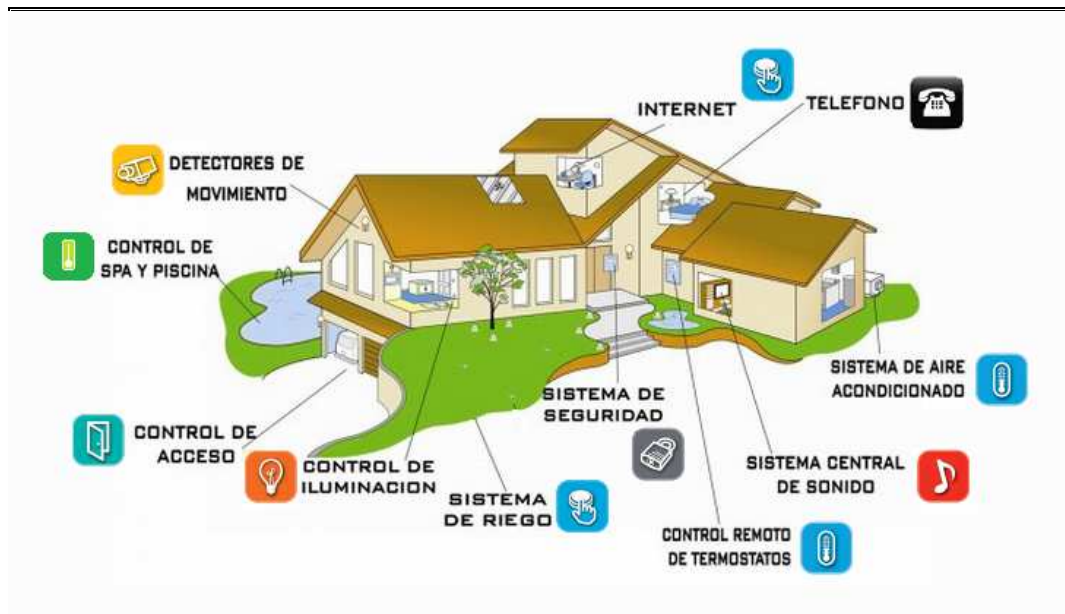 INTERNET
TELEFONO
DETECTORES DE
MOVIMIENTO
CONTROL DE
SPA Y PISCINA
SISTEMA DE AIRE
ACONDICIONADO
SISTEMA DE
SEGURIDAD
CONTROL DE
ACCESO
CONTROL DE
ILUMINACION
SISTEMA
DE RIEGO
SISTEMA CENTRAL
DE SONIDO
CONTROL REMOTO
DE TERMOSTATOS